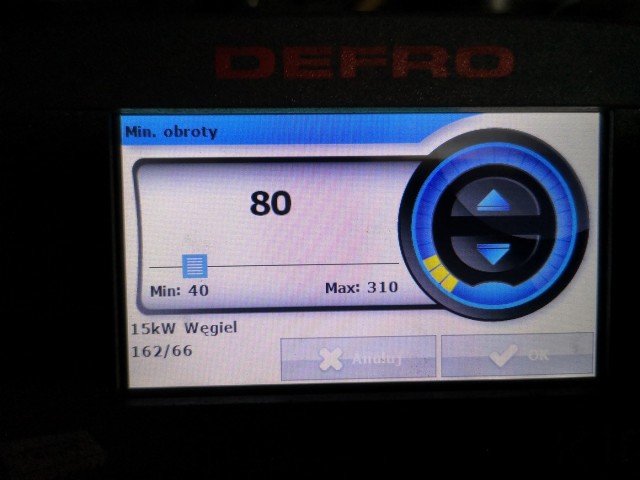 DEFRO
Min. obroty
80
Min: 40 Max: 310
15kW Węgiel
162/66
Anuluj OK